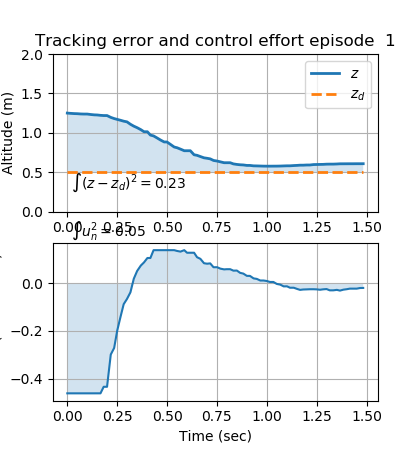 Tracking error and control effort episode 1
2.0
1.5
1.0
0.5
0.0
Altitude (m)
z
z_d
∫(z − z_d)² = 0.23
0.00 0.25 0.50 0.75 1.00 1.25 1.50
∫u_n² = 0.05
0.0
−0.2
−0.4
0.00 0.25 0.50 0.75 1.00 1.25 1.50
Time (sec)